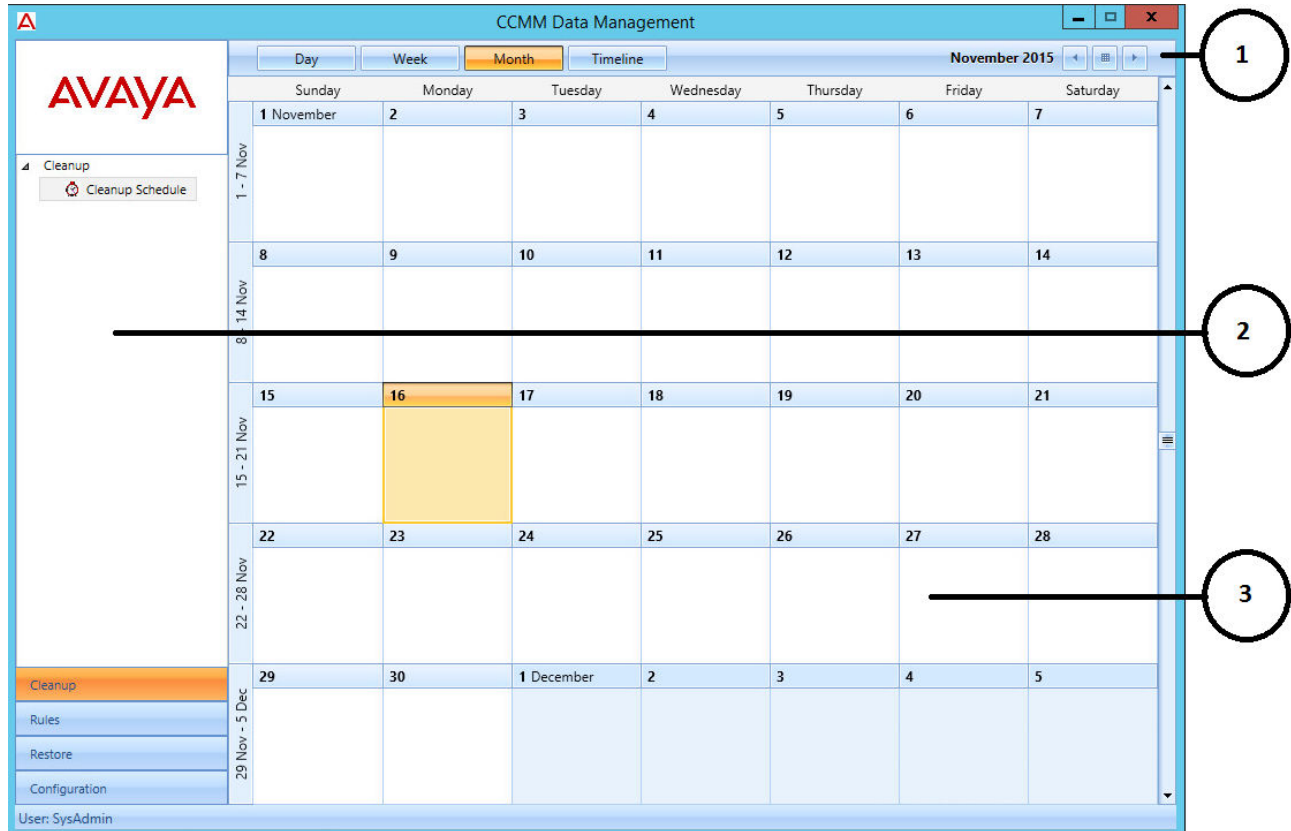 CCMM Data Management
AVAYA
Cleanup
Cleanup Schedule
Day Week Month Timeline November 2015
1
Sunday Monday Tuesday Wednesday Thursday Friday Saturday
1 - 7 Nov
1 November 2 3 4 5 6 7
8 - 14 Nov
8 9 10 11 12 13 14
2
15 - 21 Nov
15 16 17 18 19 20 21
22 - 28 Nov
22 23 24 25 26 27 28
3
29 Nov - 5 Dec
29 30 1 December 2 3 4 5
Cleanup
Rules
Restore
Configuration
User: SysAdmin